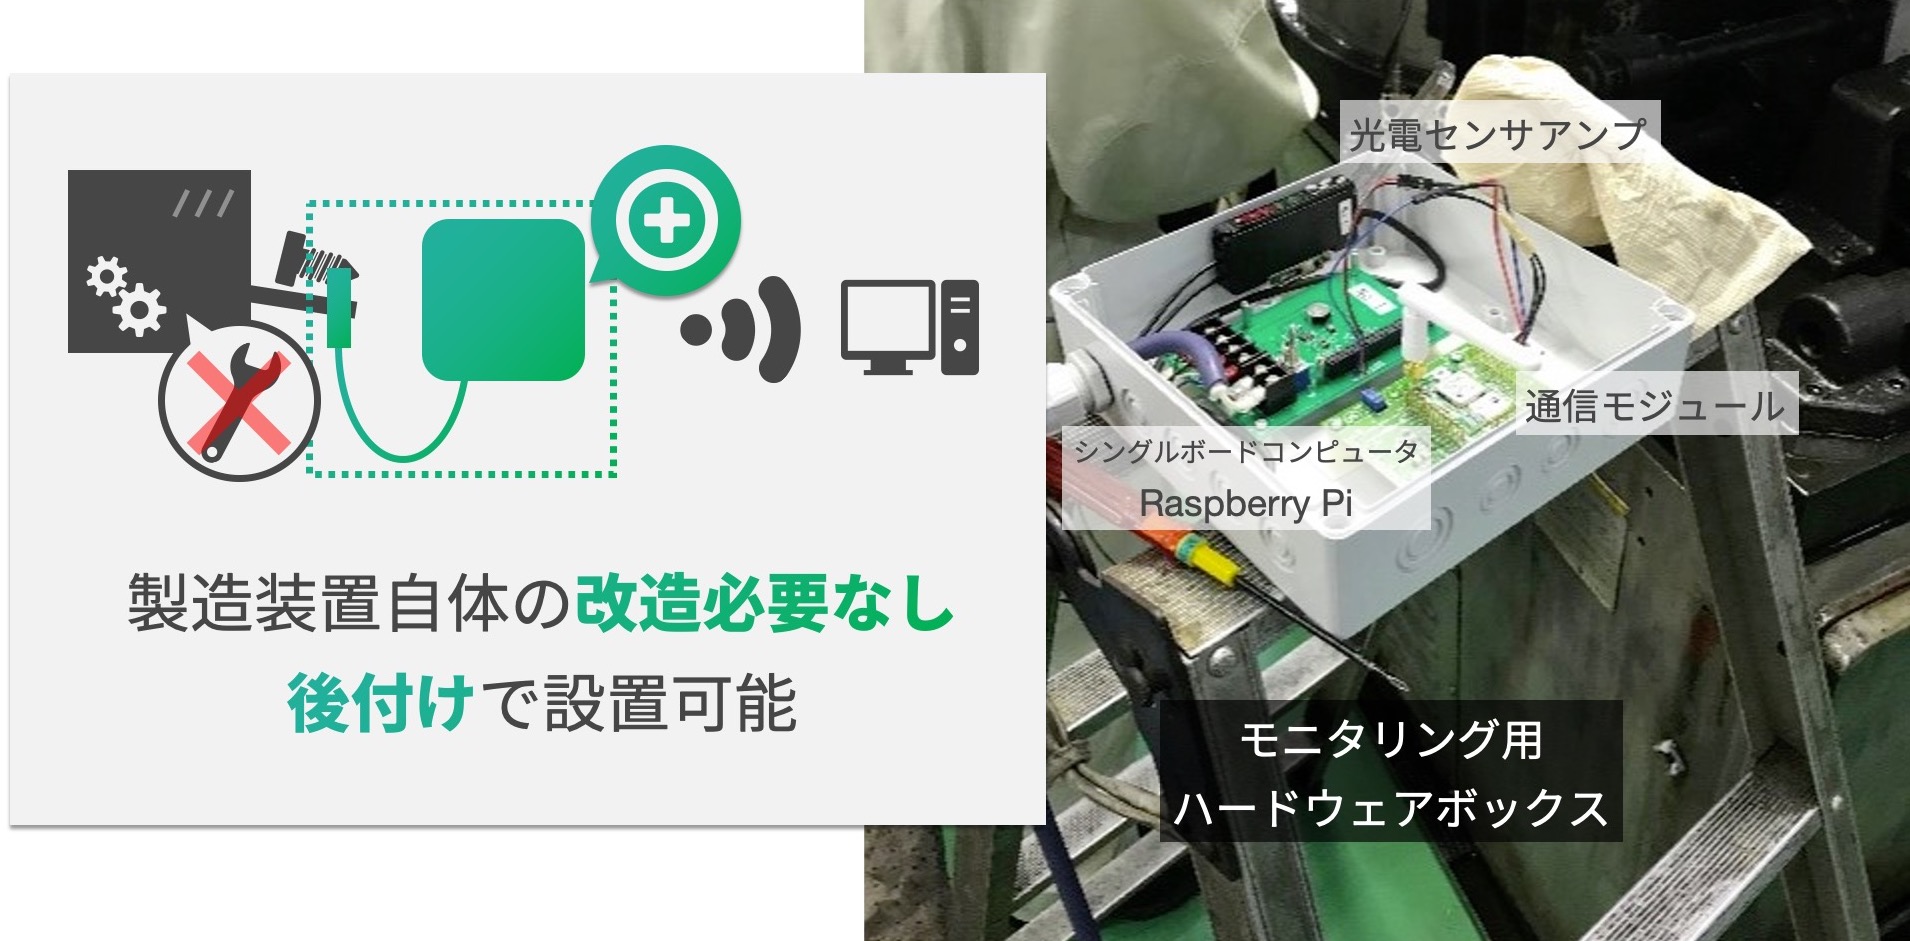 製造装置自体の改造必要なし
後付けで設置可能
光電センサアンプ
通信モジュール
シングルボードコンピュータ
Raspberry Pi
モニタリング用
ハードウェアボックス